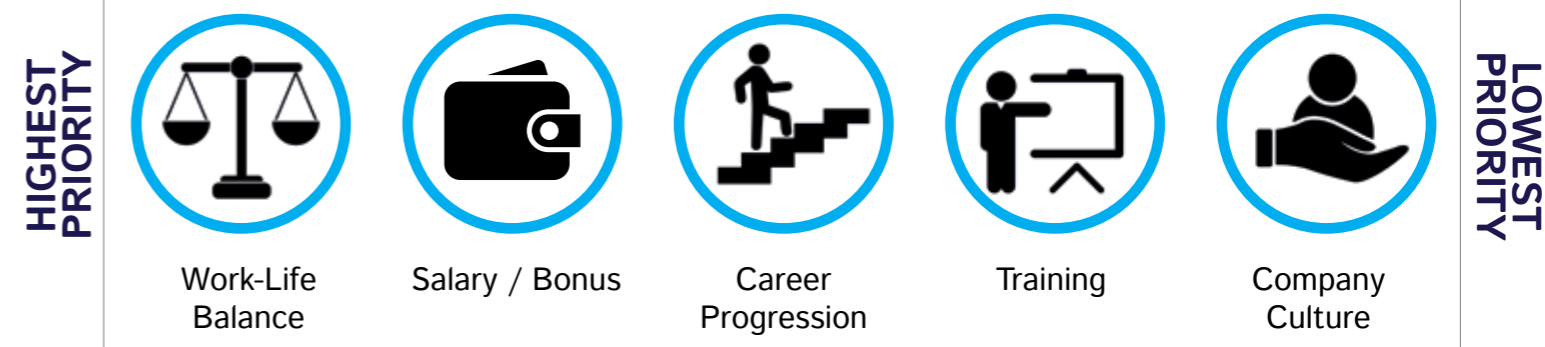 HIGHEST
PRIORITY
Work-Life
Balance
Salary / Bonus
Career
Progression
Training
Company
Culture
LOWEST
PRIORITY